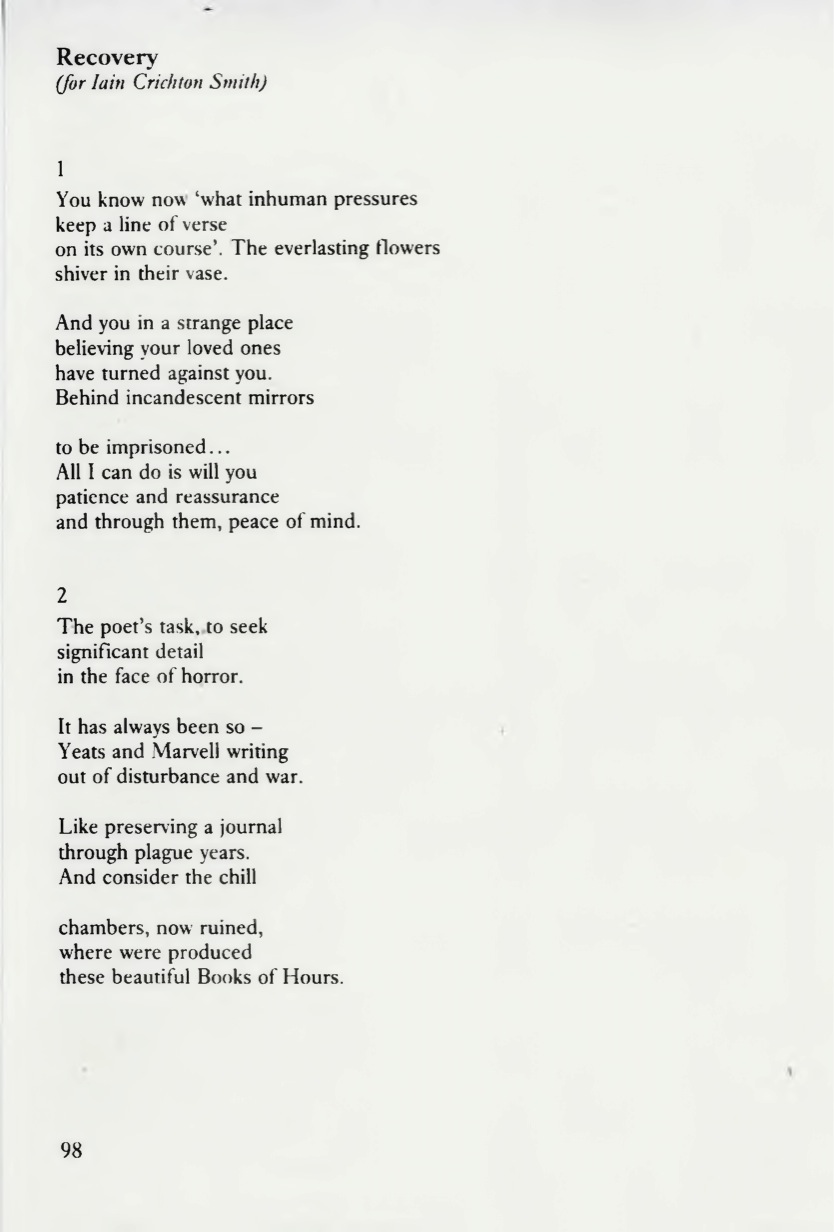 Recovery
(for Iain Crichton Smith)
1
You know now ‘what inhuman pressures
keep a line of verse
on its own course’. The everlasting flowers
shiver in their vase.
And you in a strange place
believing your loved ones
have turned against you.
Behind incandescent mirrors
to be imprisoned...
All I can do is will you
patience and reassurance
and through them, peace of mind.
2
The poet’s task, to seek
significant detail
in the face of horror.
It has always been so –
Yeats and Marvell writing
out of disturbance and war.
Like preserving a journal
through plague years.
And consider the chill
chambers, now ruined,
where were produced
these beautiful Books of Hours.
98